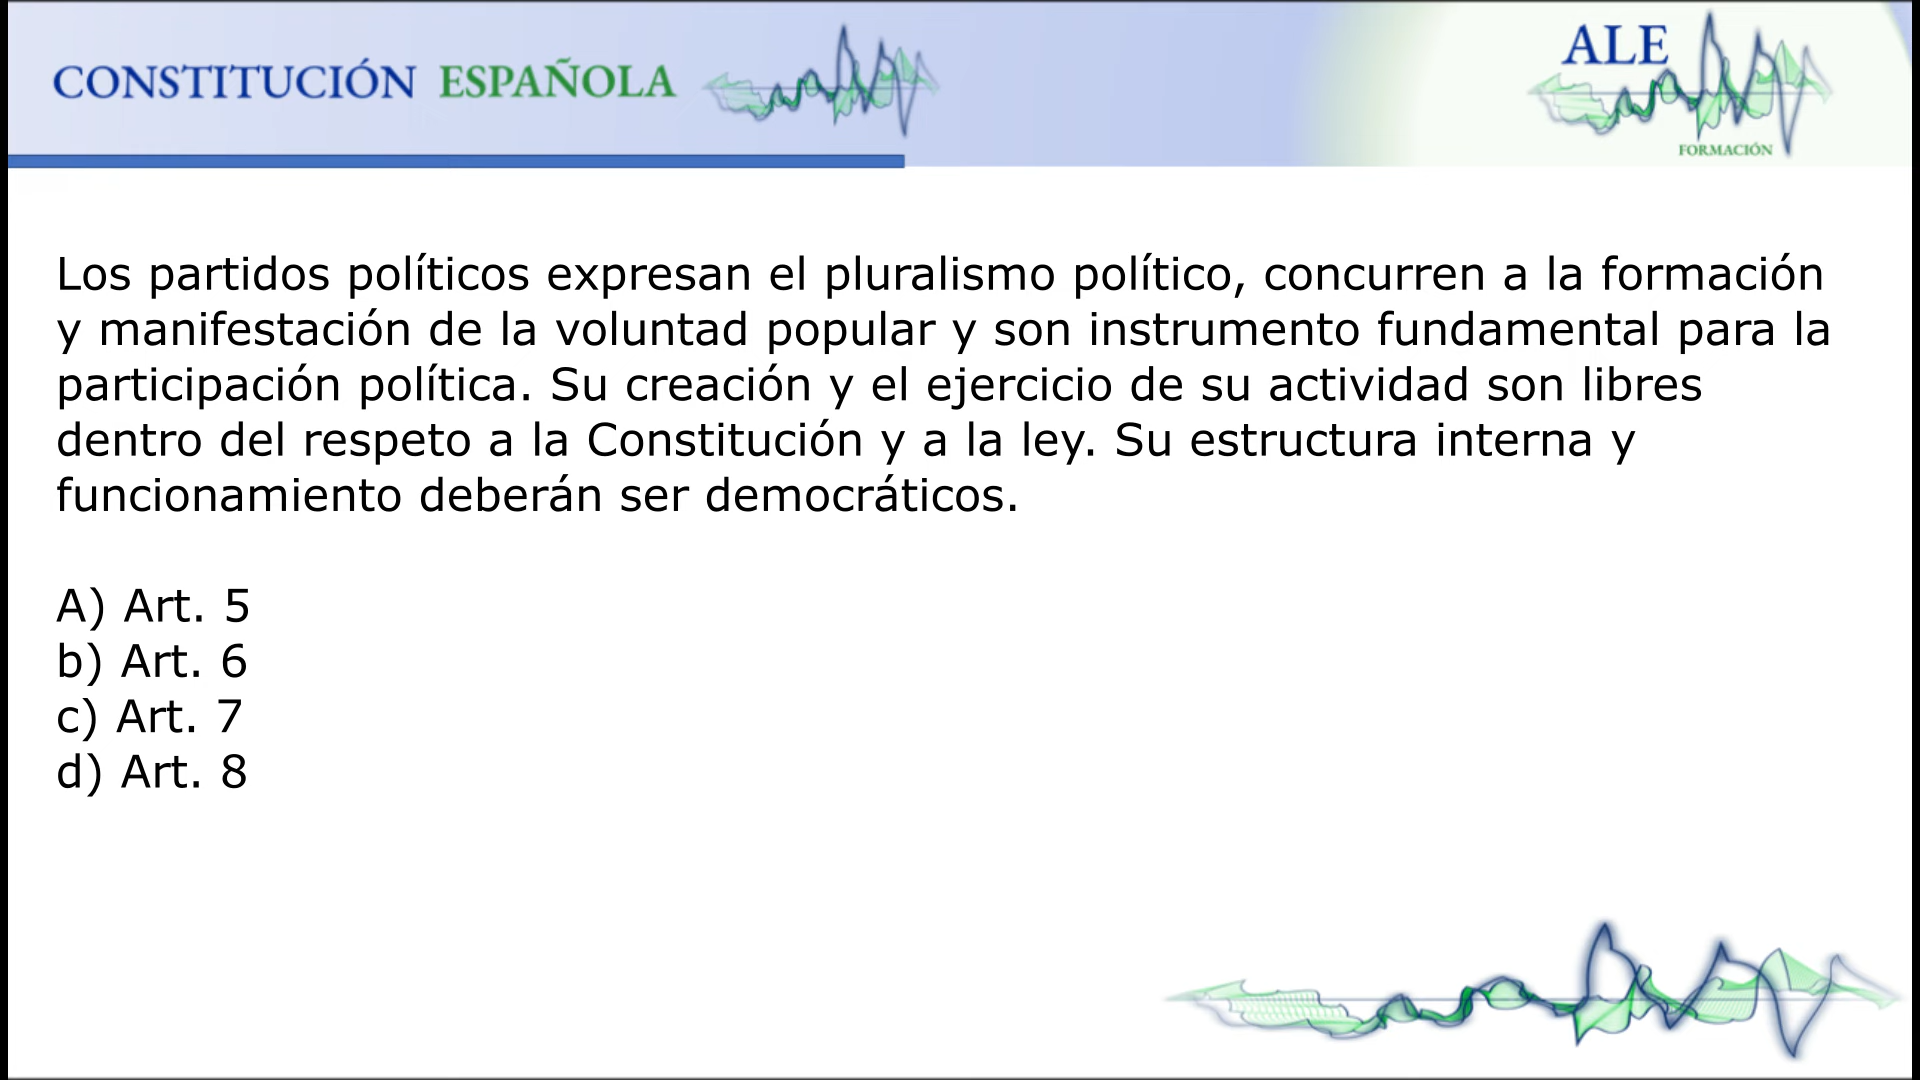 CONSTITUCIÓN ESPAÑOLA
ALE
FORMACIÓN
Los partidos políticos expresan el pluralismo político, concurren a la formación
y manifestación de la voluntad popular y son instrumento fundamental para la
participación política. Su creación y el ejercicio de su actividad son libres
dentro del respeto a la Constitución y a la ley. Su estructura interna y
funcionamiento deberán ser democráticos.
A) Art. 5
b) Art. 6
c) Art. 7
d) Art. 8